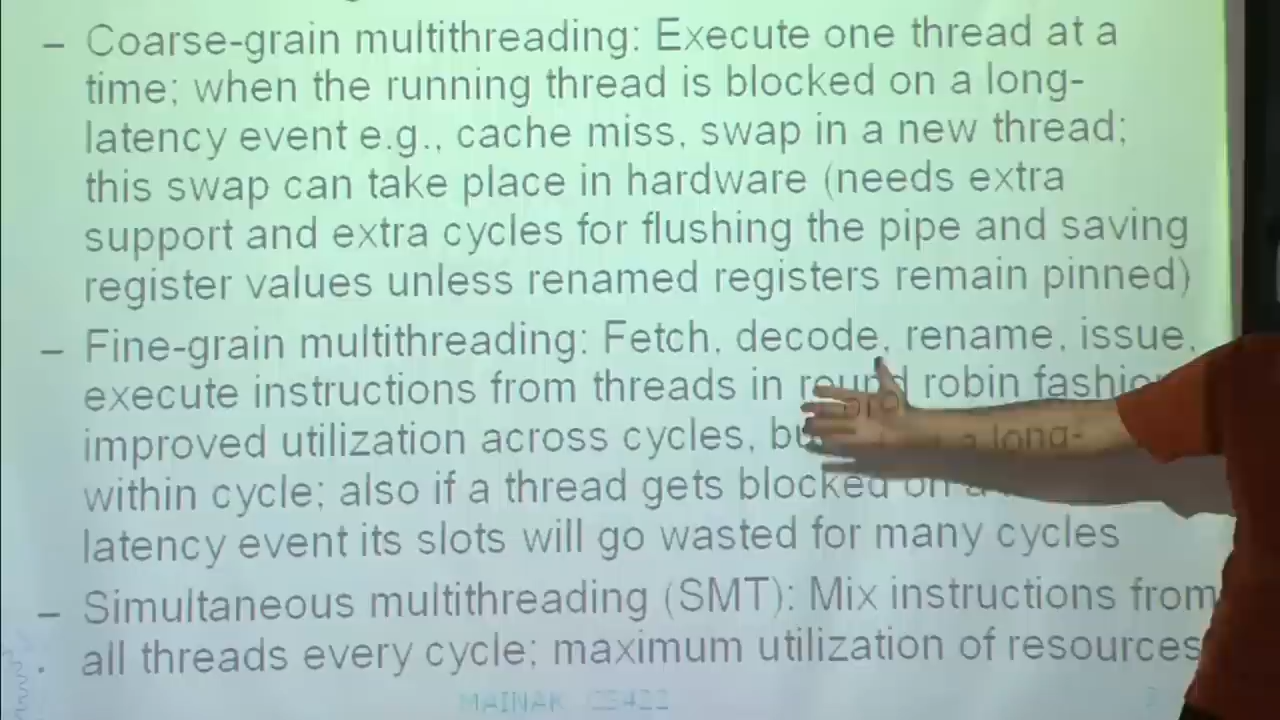 – Coarse-grain multithreading: Execute one thread at a
time; when the running thread is blocked on a long-
latency event e.g., cache miss, swap in a new thread;
this swap can take place in hardware (needs extra
support and extra cycles for flushing the pipe and saving
register values unless renamed registers remain pinned)
– Fine-grain multithreading: Fetch, decode, rename, issue,
execute instructions from threads in round robin
improved utilization across cycles,
within cycle; also if a thread gets blocked on a long-
latency event its slots will go wasted for many cycles
– Simultaneous multithreading (SMT): Mix instructions from
all threads every cycle; maximum utilization of resources
MAINAK CS422